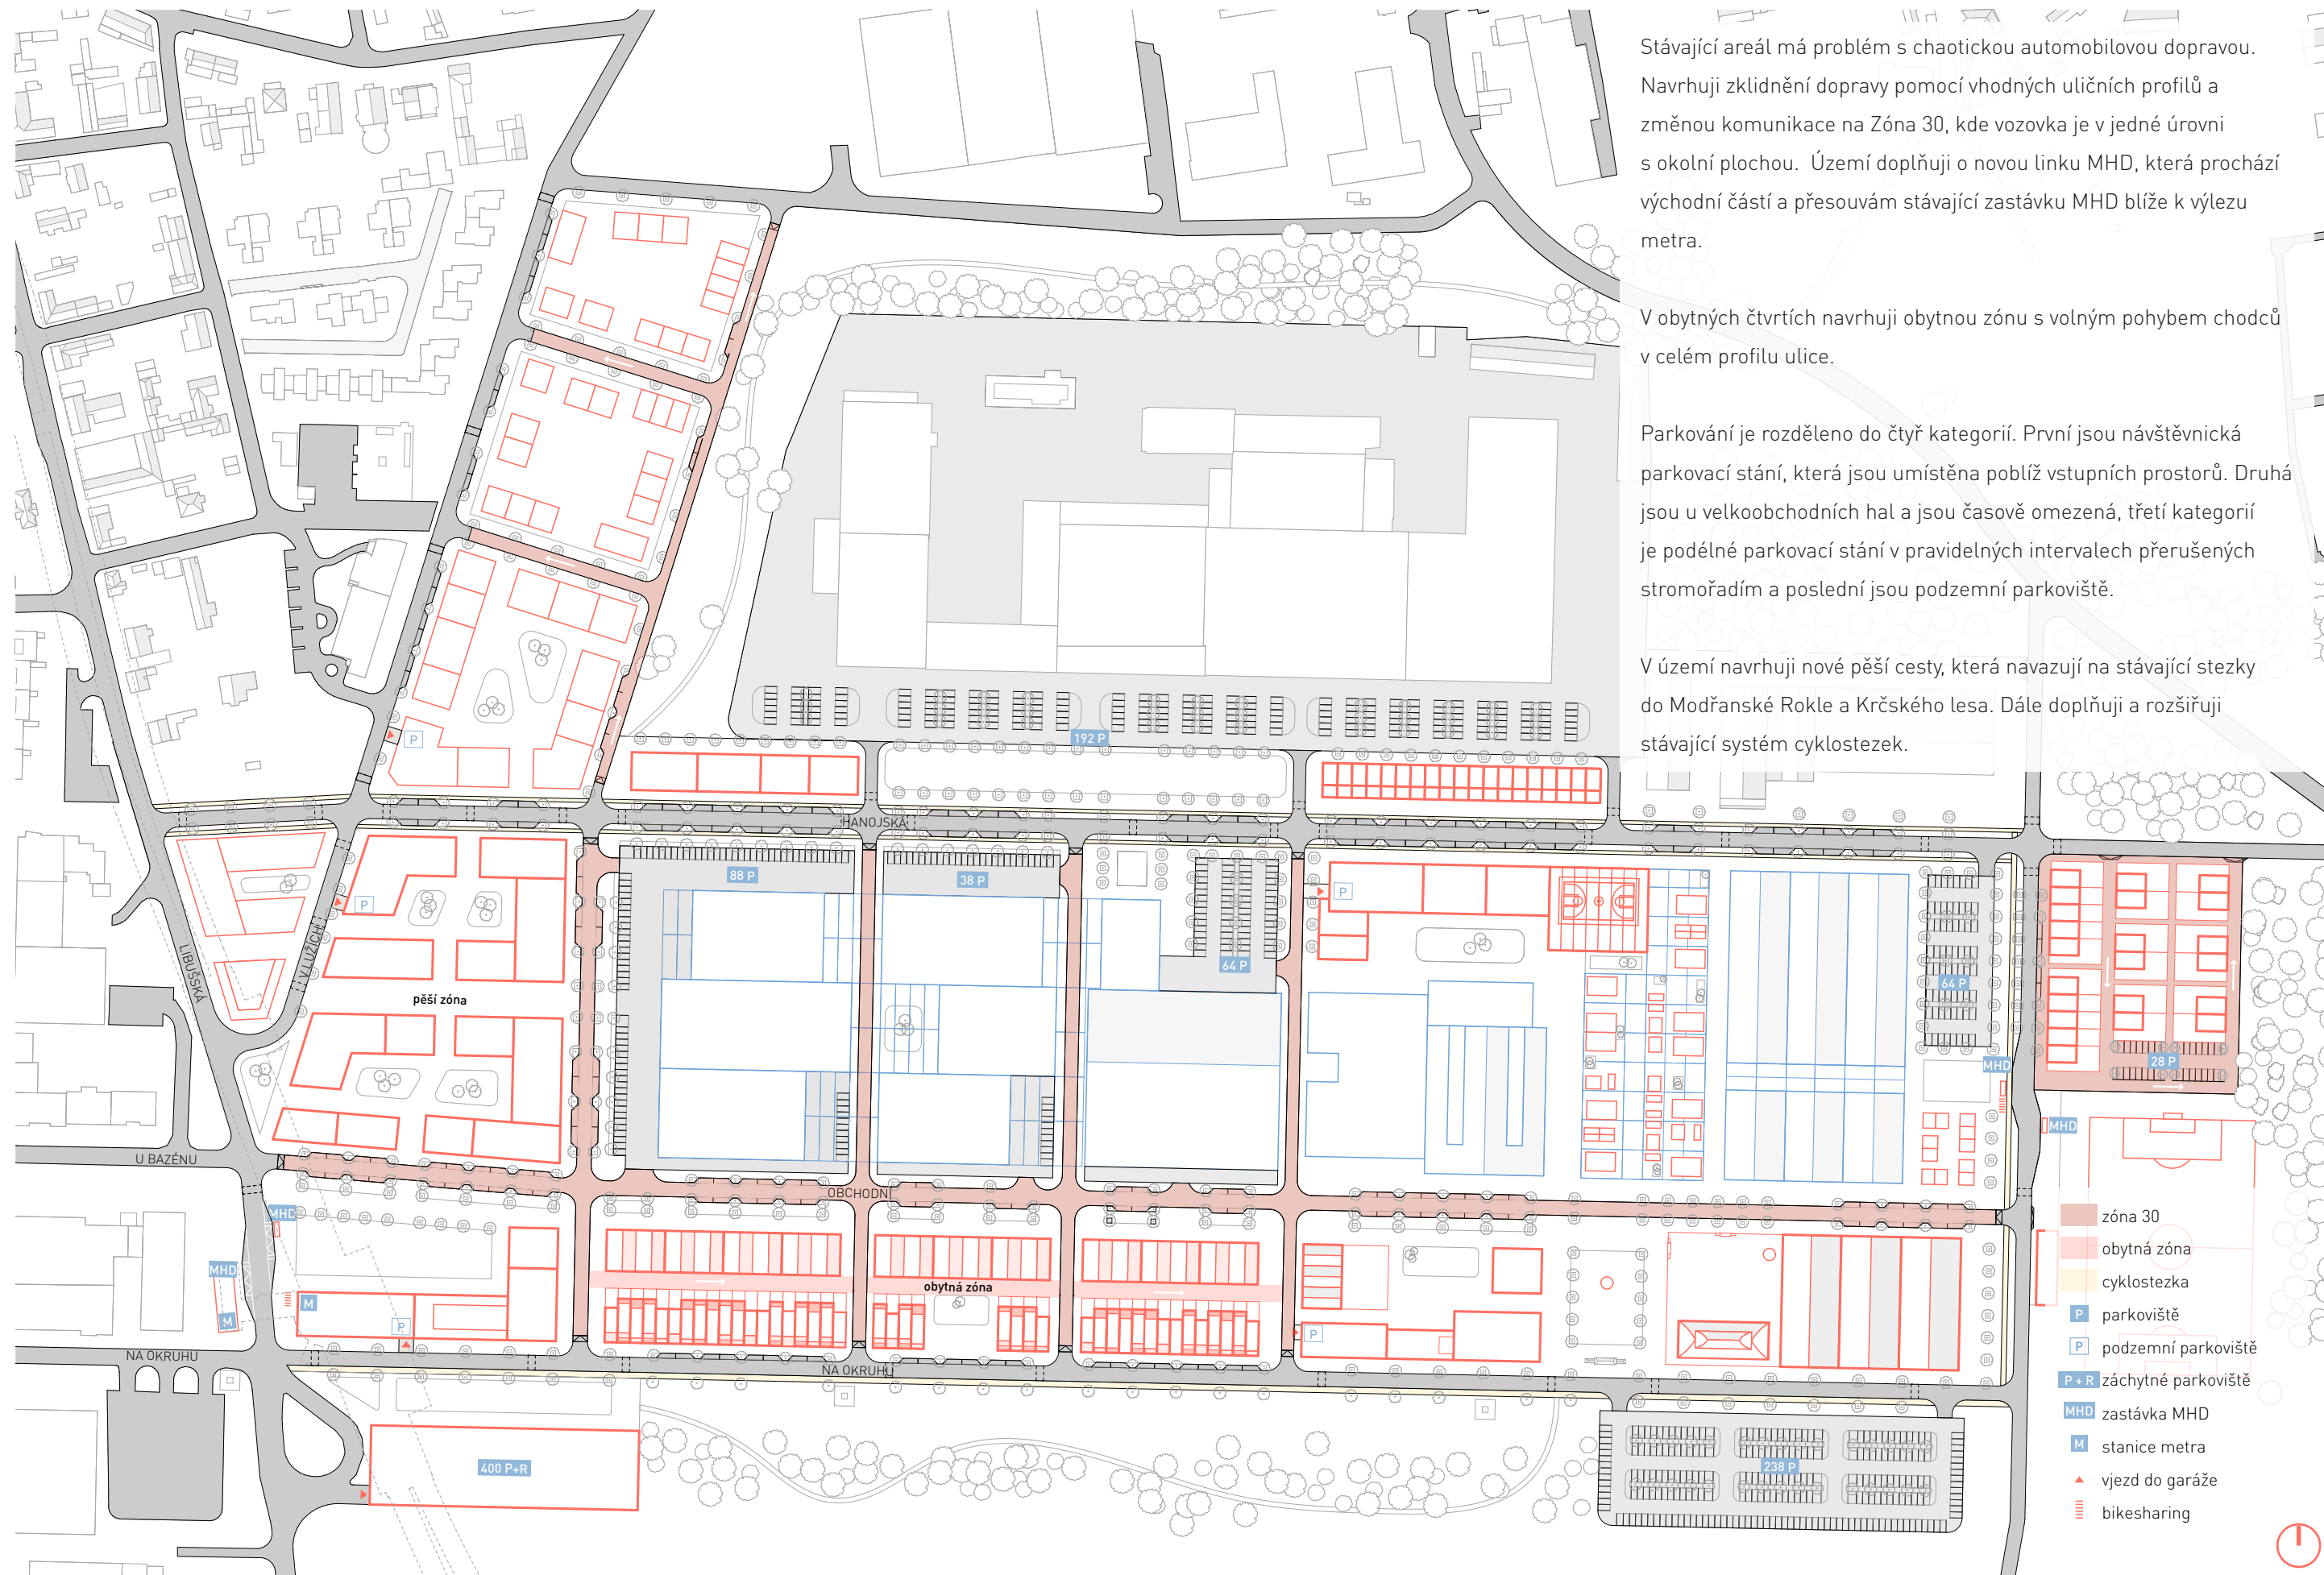 Stávající areál má problém s chaotickou automobilovou dopravou.
Navrhuji zklidnění dopravy pomocí vhodných uličních profilů a
změnou komunikace na Zóna 30, kde vozovka je v jedné úrovni
s okolní plochou. Území doplňuji o novou linku MHD, která prochází
východní částí a přesouvám stávající zastávku MHD blíže k výlezu
metra.
V obytných čtvrtích navrhuji obytnou zónu s volným pohybem chodců
v celém profilu ulice.
Parkování je rozděleno do čtyř kategorií. První jsou návštěvnická
parkovací stání, která jsou umístěna poblíž vstupních prostorů. Druhá
jsou u velkoobchodních hal a jsou časově omezená, třetí kategorií
je podélné parkovací stání v pravidelných intervalech přerušených
stromořadím a poslední jsou podzemní parkoviště.
V území navrhuji nové pěší cesty, která navazují na stávající stezky
do Modřanské Rokle a Krčského lesa. Dále doplňuji a rozšiřuji
stávající systém cyklostezek.
P
192 P
HANOJSKÁ
88 P
38 P
P
P
64 P
64 P
LIBUŠSKÁ
V LUŽÍCH
pěší zóna
MHD
28 P
MHD
U BAZÉNU
OBCHODNÍ
MHD
MHD
M
M
P
obytná zóna
P
NA OKRUHU
NA OKRUHU
400 P+R
238 P
zóna 30
obytná zóna
cyklostezka
P parkoviště
P podzemní parkoviště
P + R záchytné parkoviště
MHD zastávka MHD
M stanice metra
vjezd do garáže
bikesharing